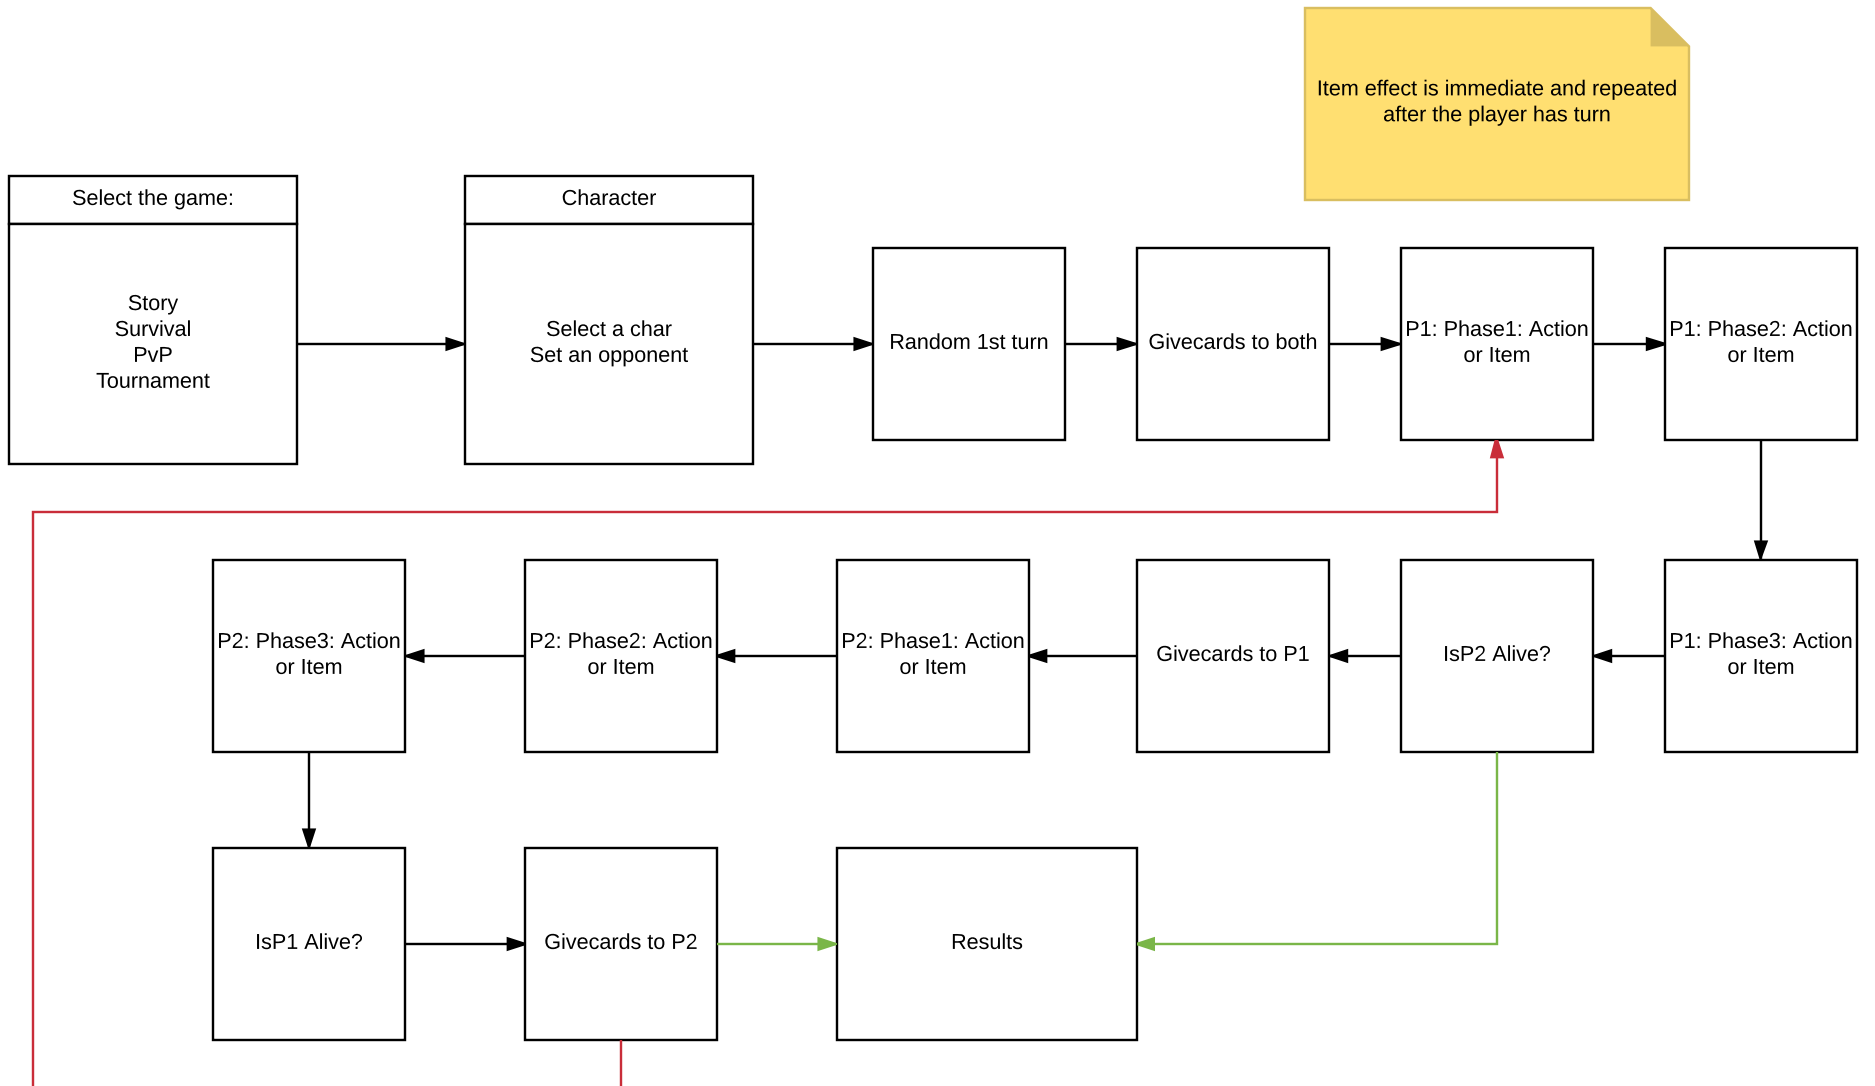 Item effect is immediate and repeated
after the player has turn
Select the game:
Story
Survival
PvP
Tournament
Character
Select a char
Set an opponent
Random 1st turn
Givecards to both
P1: Phase1: Action
or Item
P1: Phase2: Action
or Item
P2: Phase3: Action
or Item
P2: Phase2: Action
or Item
P2: Phase1: Action
or Item
Givecards to P1
IsP2 Alive?
P1: Phase3: Action
or Item
IsP1 Alive?
Givecards to P2
Results